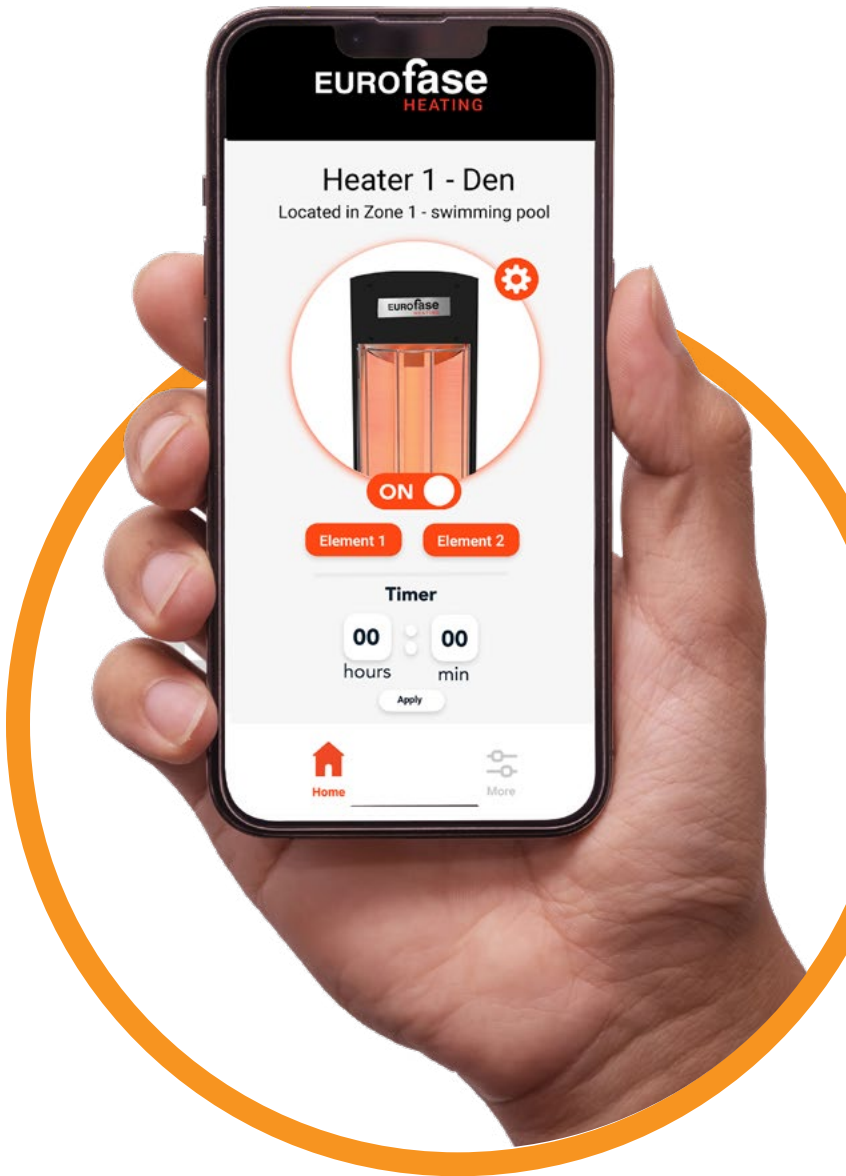 EUROfase
HEATING
Heater 1 - Den
Located in Zone 1 - swimming pool
EUROfase
HEATING
ON
Element 1 Element 2
Timer
00 : 00
hours min
Apply
Home More